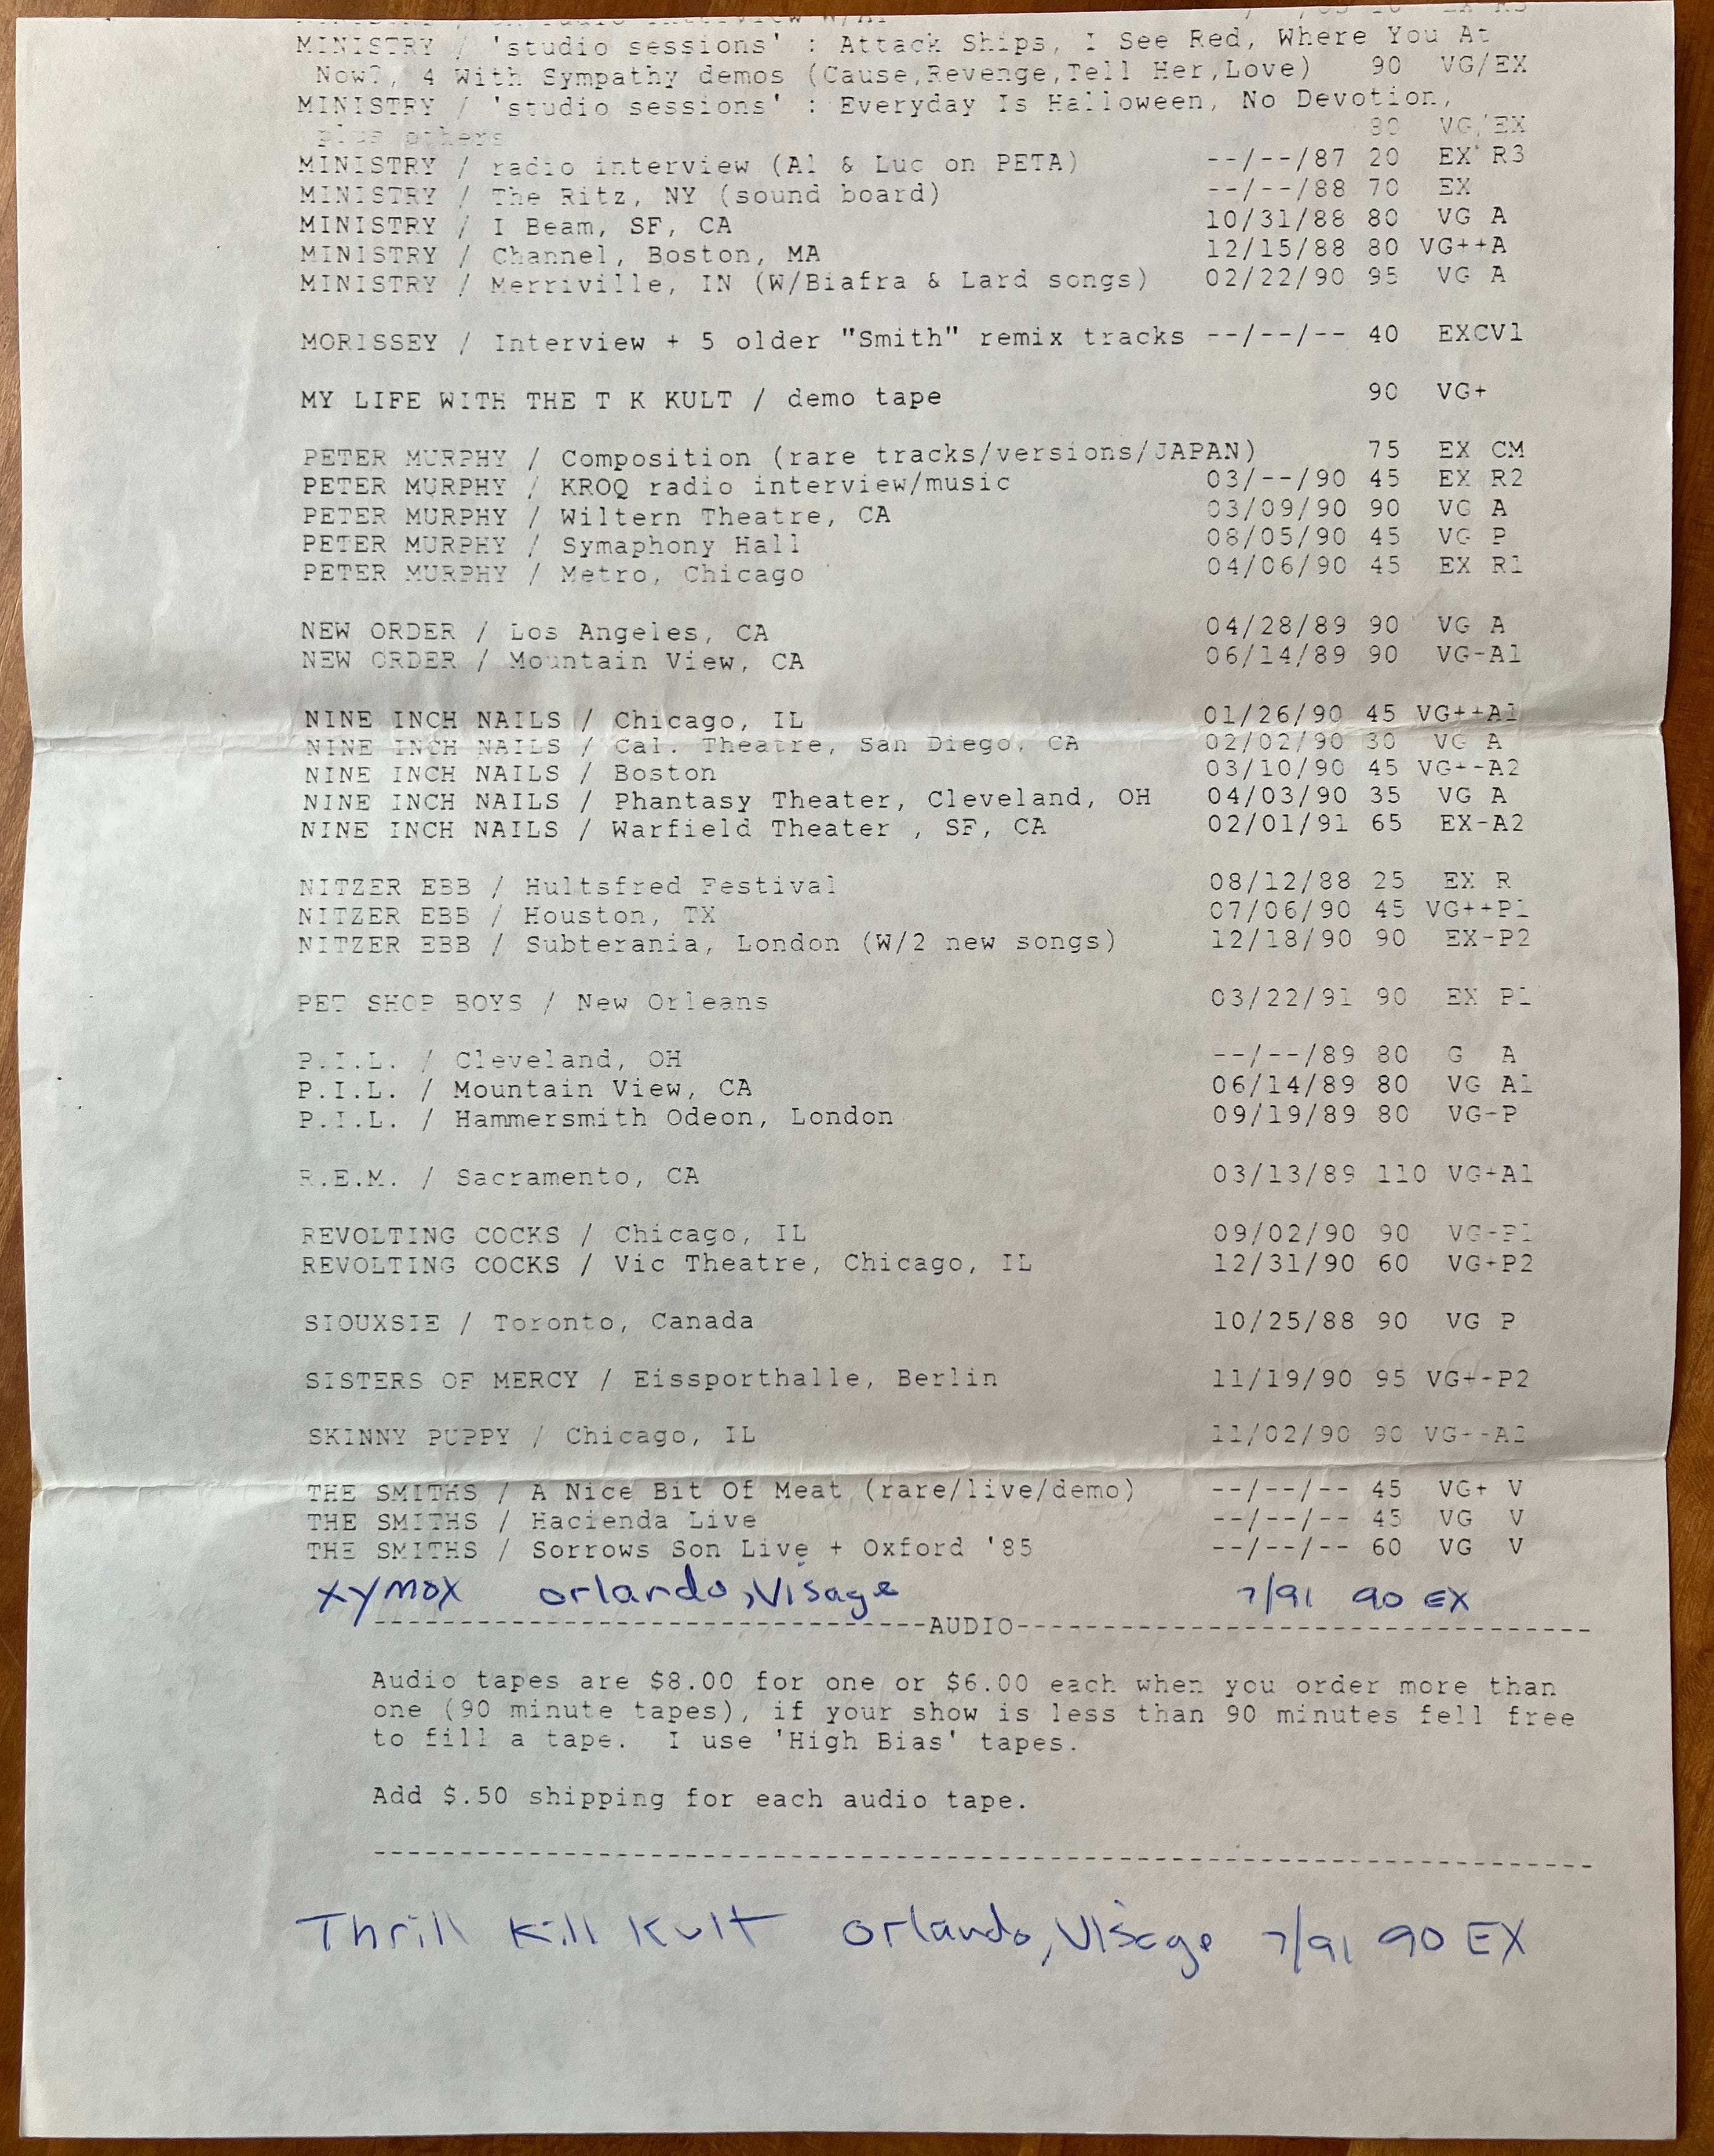 radio interview W/Al
MINISTRY / 'studio sessions' : Attack Ships, I See Red, Where You At
Now?, 4 With Sympathy demos (Cause,Revenge,Tell Her,Love) 90 VG/EX
MINISTRY / 'studio sessions' : Everyday Is Halloween, No Devotion,
plus others 80 VG/EX
MINISTRY / radio interview (Al & Luc on PETA) --/--/87 20 EX R3
MINISTRY / The Ritz, NY (sound board) --/--/88 70 EX
MINISTRY / I Beam, SF, CA 10/31/88 80 VG A
MINISTRY / Channel, Boston, MA 12/15/88 80 VG++A
MINISTRY / Merriville, IN (W/Biafra & Lard songs) 02/22/90 95 VG A
MORISSEY / Interview + 5 older "Smith" remix tracks --/--/-- 40 EXCV1
MY LIFE WITH THE T K KULT / demo tape 90 VG+
PETER MURPHY / Composition (rare tracks/versions/JAPAN) 75 EX CM
PETER MURPHY / KROQ radio interview/music 03/--/90 45 EX R2
PETER MURPHY / Wiltern Theatre, CA 03/09/90 90 VG A
PETER MURPHY / Symaphony Hall 08/05/90 45 VG P
PETER MURPHY / Metro, Chicago 04/06/90 45 EX R1
NEW ORDER / Los Angeles, CA 04/28/89 90 VG A
NEW ORDER / Mountain View, CA 06/14/89 90 VG-A1
NINE INCH NAILS / Chicago, IL 01/26/90 45 VG++A1
NINE INCH NAILS / Cal. Theatre, San Diego, CA 02/02/90 30 VG A
NINE INCH NAILS / Boston 03/10/90 45 VG+-A2
NINE INCH NAILS / Phantasy Theater, Cleveland, OH 04/03/90 35 VG A
NINE INCH NAILS / Warfield Theater , SF, CA 02/01/91 65 EX-A2
NITZER EBB / Hultsfred Festival 08/12/88 25 EX R
NITZER EBB / Houston, TX 07/06/90 45 VG++P1
NITZER EBB / Subterania, London (W/2 new songs) 12/18/90 90 EX-P2
PET SHOP BOYS / New Orleans 03/22/91 90 EX P1
P.I.L. / Cleveland, OH --/--/89 80 G A
P.I.L. / Mountain View, CA 06/14/89 80 VG A1
P.I.L. / Hammersmith Odeon, London 09/19/89 80 VG-P
R.E.M. / Sacramento, CA 03/13/89 110 VG+A1
REVOLTING COCKS / Chicago, IL 09/02/90 90 VG-P1
REVOLTING COCKS / Vic Theatre, Chicago, IL 12/31/90 60 VG+P2
SIOUXSIE / Toronto, Canada 10/25/88 90 VG P
SISTERS OF MERCY / Eissporthalle, Berlin 11/19/90 95 VG+-P2
SKINNY PUPPY / Chicago, IL 11/02/90 90 VG--A2
THE SMITHS / A Nice Bit Of Meat (rare/live/demo) --/--/-- 45 VG+ V
THE SMITHS / Hacienda Live --/--/-- 45 VG V
THE SMITHS / Sorrows Son Live + Oxford '85 --/--/-- 60 VG V
xymox orlando, Visage 7/91 90 EX
--------------------------------AUDIO---------------------------------
Audio tapes are $8.00 for one or $6.00 each when you order more than
one (90 minute tapes), if your show is less than 90 minutes fell free
to fill a tape. I use 'High Bias' tapes.
Add $.50 shipping for each audio tape.
----------------------------------------------------------------------
Thrill Kill Kult Orlando, Visage 7/91 90 EX